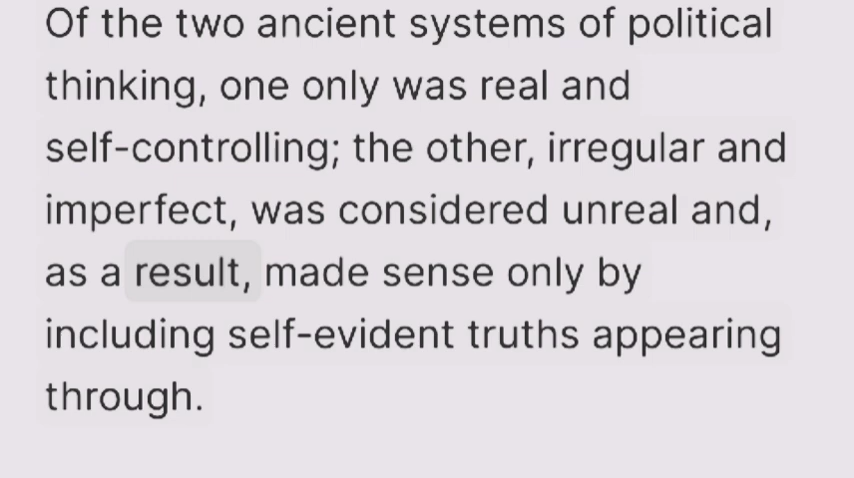 Of the two ancient systems of political
thinking, one only was real and
self-controlling; the other, irregular and
imperfect, was considered unreal and,
as a result, made sense only by
including self-evident truths appearing
through.